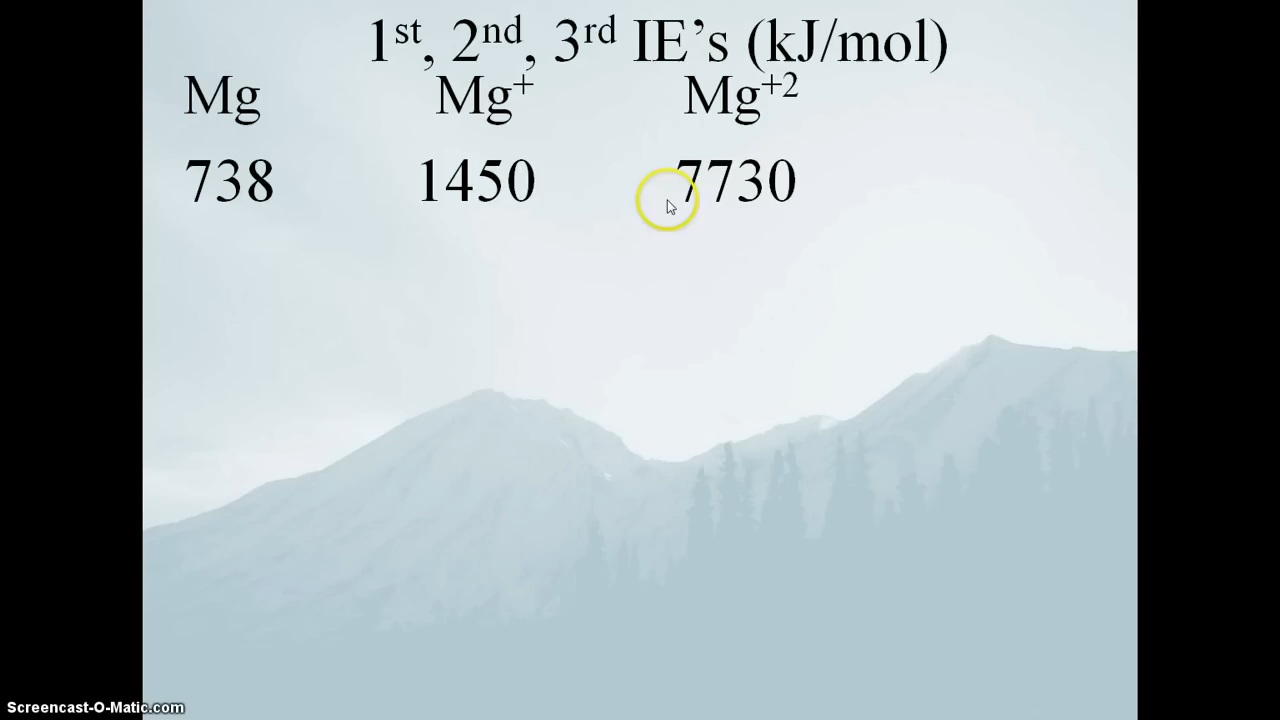 1st, 2nd, 3rd IE’s (kJ/mol)
Mg Mg+ Mg+2
738 1450 7730
Screencast-O-Matic.com